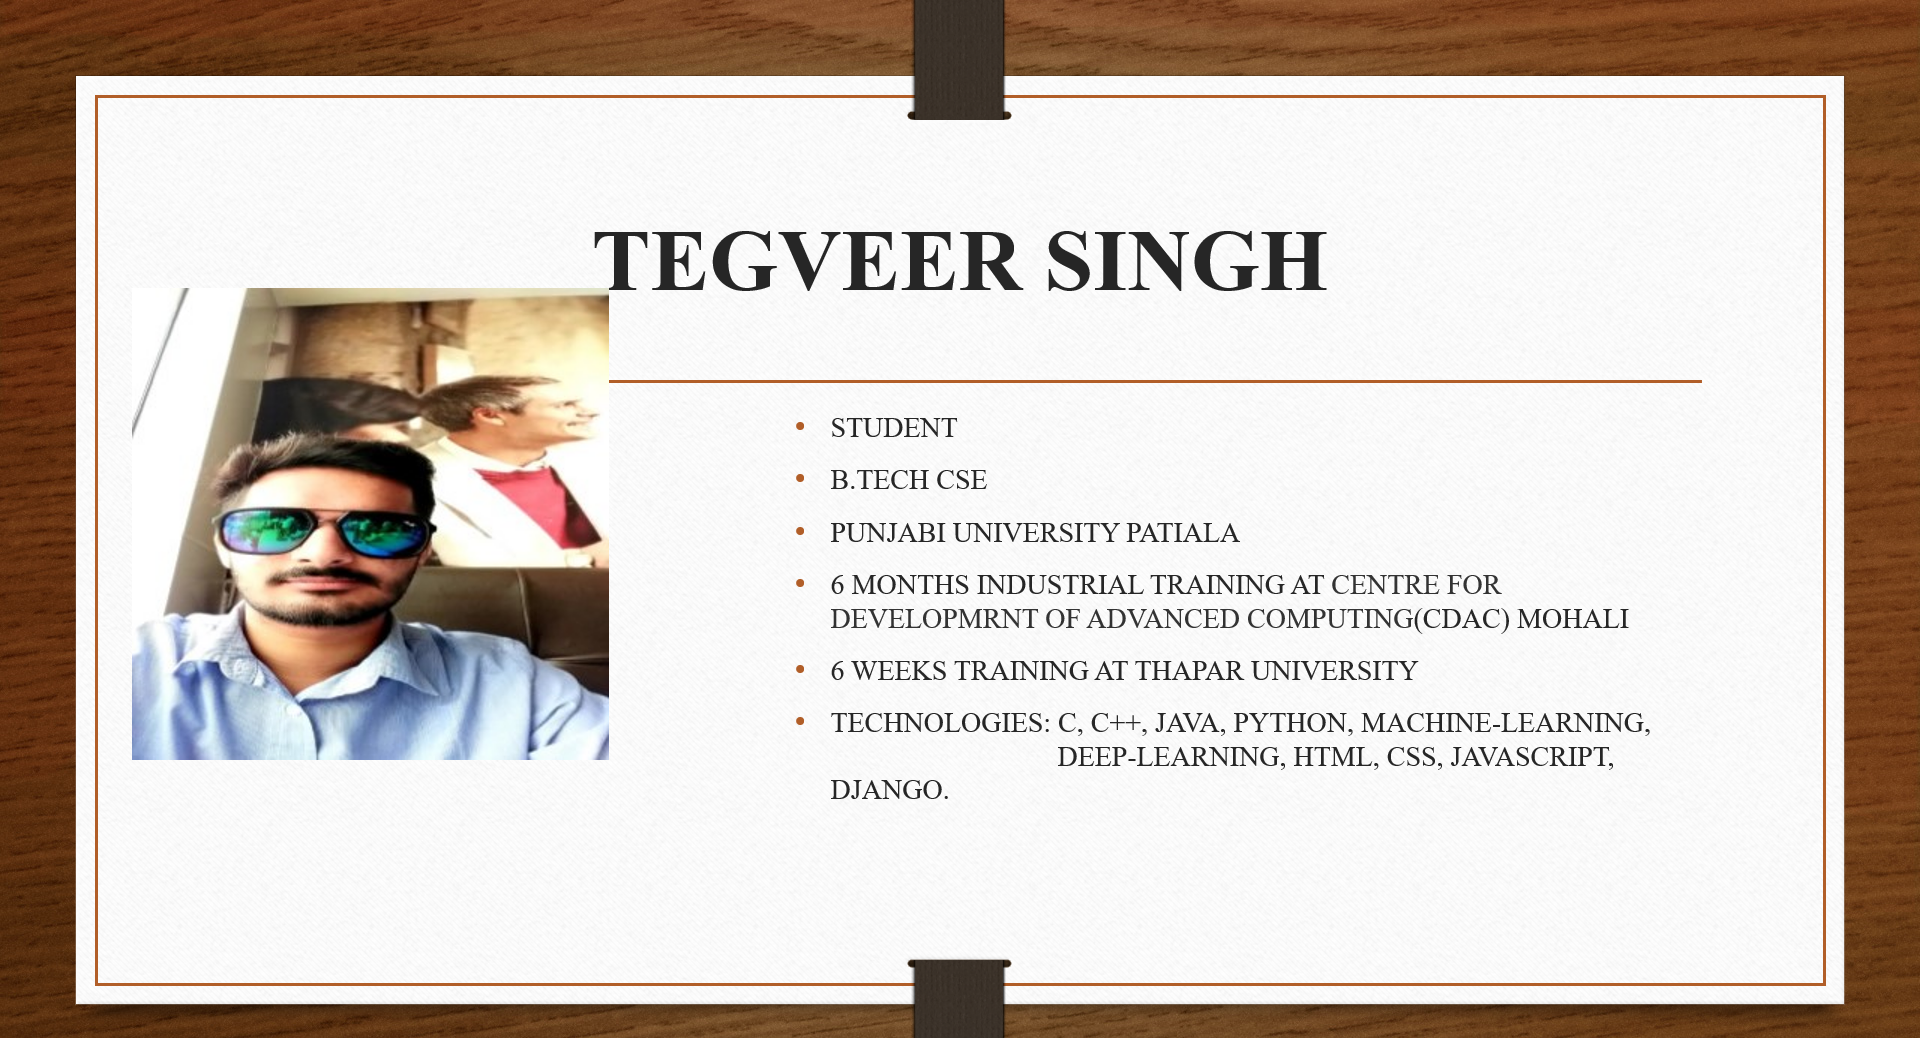 TEGVEER SINGH
STUDENT
B.TECH CSE
PUNJABI UNIVERSITY PATIALA
6 MONTHS INDUSTRIAL TRAINING AT CENTRE FOR
DEVELOPMRNT OF ADVANCED COMPUTING(CDAC) MOHALI
6 WEEKS TRAINING AT THAPAR UNIVERSITY
TECHNOLOGIES: C, C++, JAVA, PYTHON, MACHINE-LEARNING,
DEEP-LEARNING, HTML, CSS, JAVASCRIPT,
DJANGO.